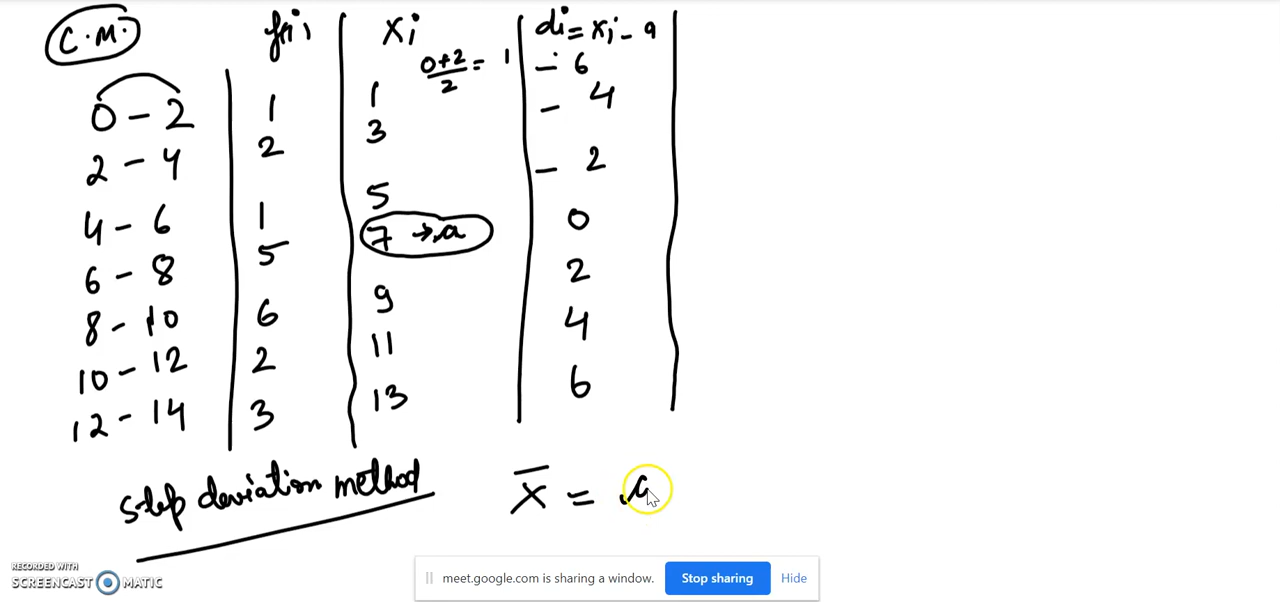 C.M. fri xi di = xi - a
0+2/2 = 1 - 6
0 - 2 1 1 - 4
2 - 4 2 3 - 2
4 - 6 1 5 0
6 - 8 5 7 → a 2
8 - 10 6 9 4
10 - 12 2 11 6
12 - 14 3 13
step deviation method x̄ = a
RECORDED WITH
SCREENCAST MATIC
meet.google.com is sharing a window. Stop sharing Hide